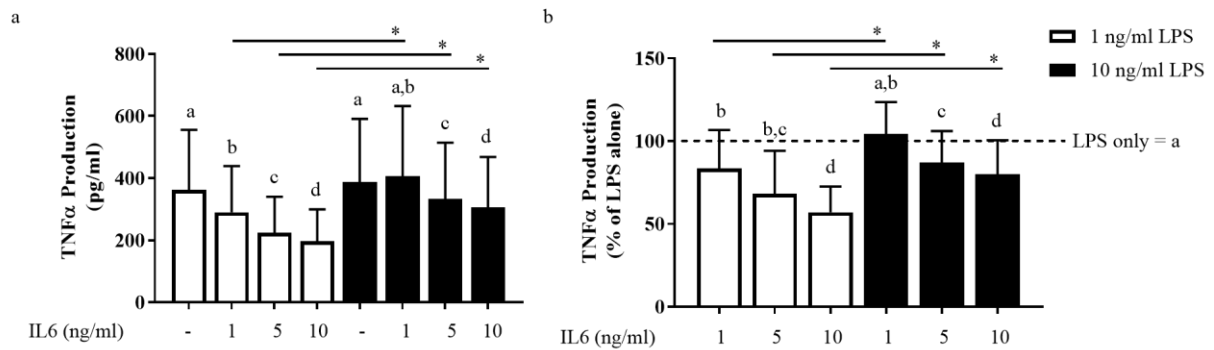 a
TNFα Production
(pg/ml)
800
600
400
200
0
* 
*
*
a
b
c
d
a
a,b
c
d
IL6 (ng/ml) - 1 5 10 - 1 5 10
b
TNFα Production
(% of LPS alone)
150
100
50
0
*
*
*
b
b,c
d
a,b
c
d
LPS only = a
IL6 (ng/ml) 1 5 10 1 5 10
1 ng/ml LPS
10 ng/ml LPS